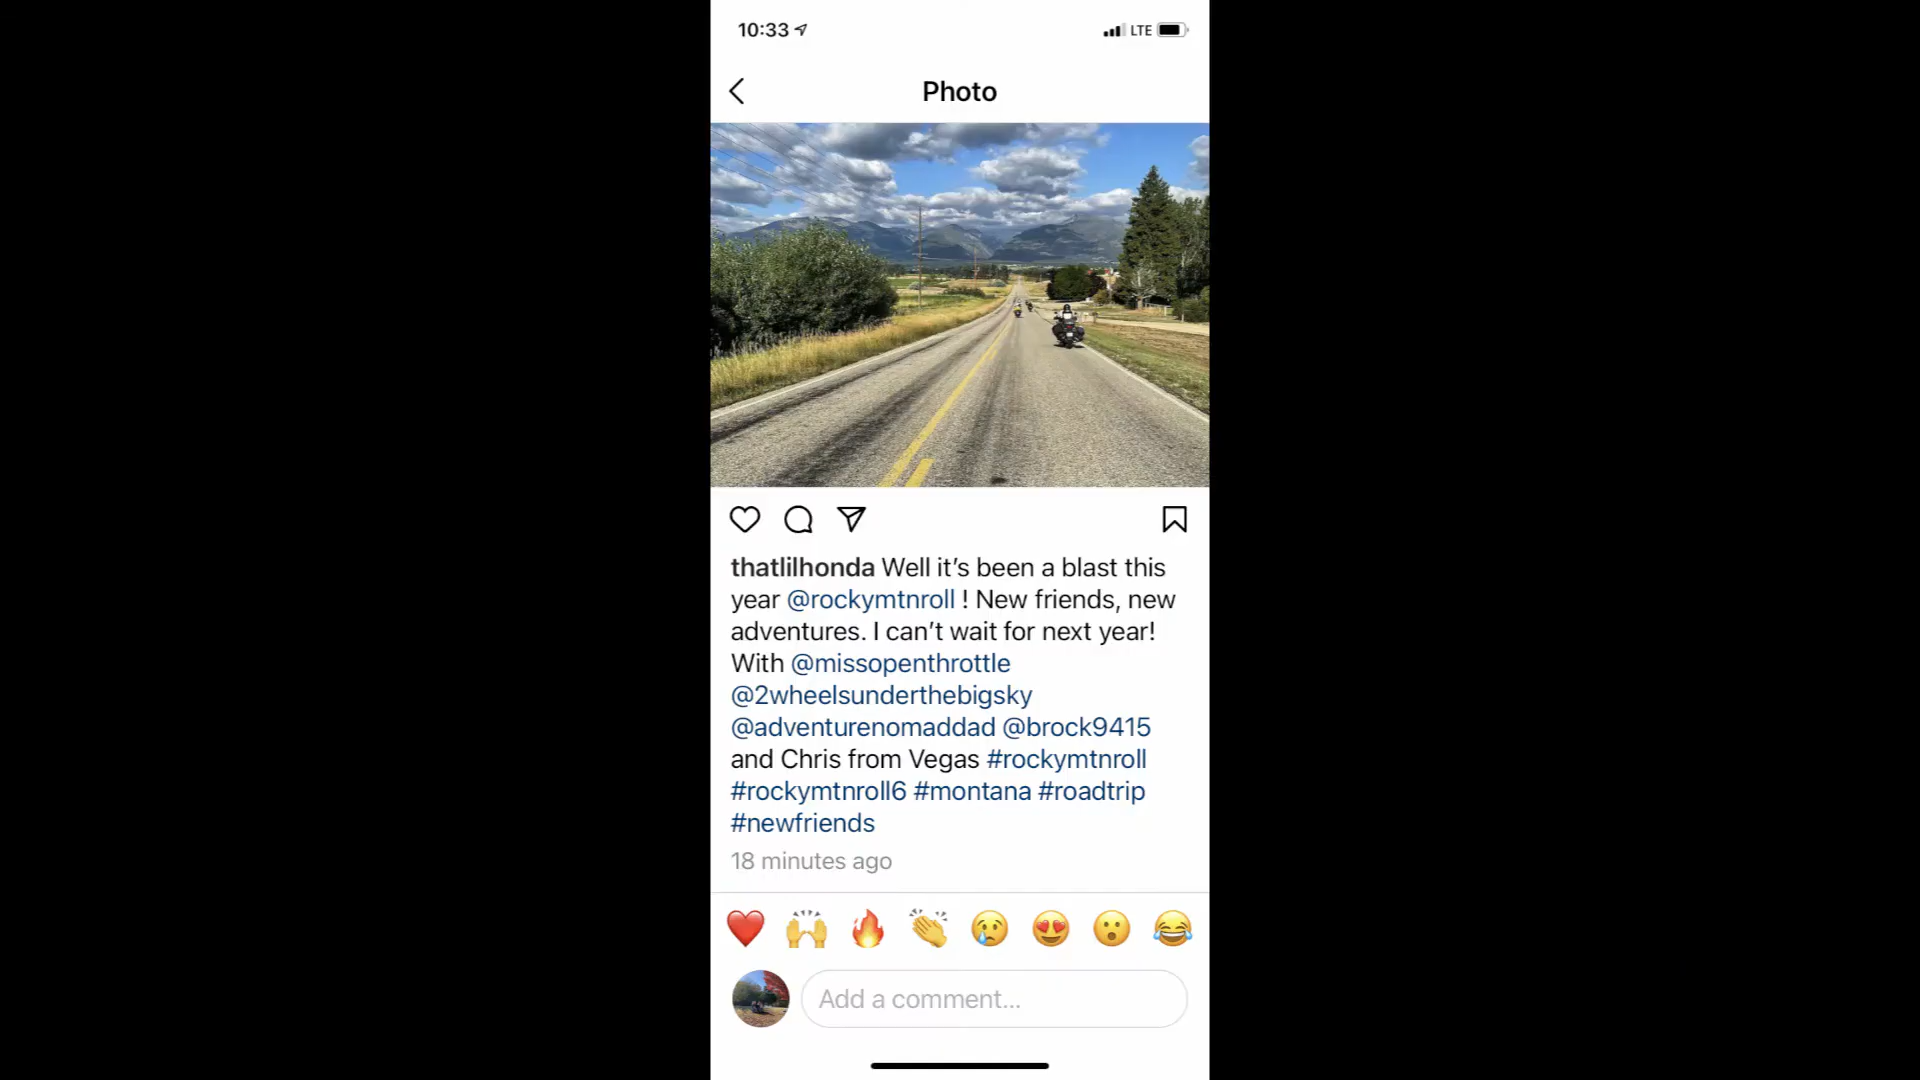 10:33
LTE
Photo
thatlilhonda Well it’s been a blast this
year @rockymtnroll ! New friends, new
adventures. I can’t wait for next year!
With @missopenthrottle
@2wheelsunderthebigsky
@adventurenomaddad @brock9415
and Chris from Vegas #rockymtnroll
#rockymtnroll6 #montana #roadtrip
#newfriends
18 minutes ago
Add a comment...